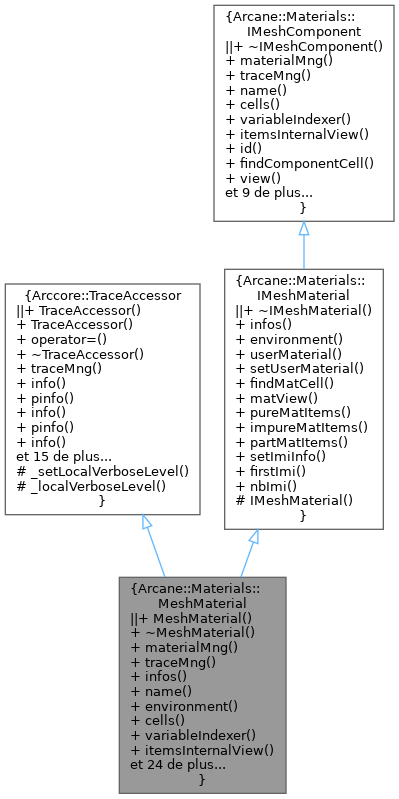 {Arcane::Materials::
IMeshComponent
||+ ~IMeshComponent()
+ materialMng()
+ traceMng()
+ name()
+ cells()
+ variableIndexer()
+ itemsInternalView()
+ id()
+ findComponentCell()
+ view()
et 9 de plus...
}
{Arccore::TraceAccessor
||+ TraceAccessor()
+ TraceAccessor()
+ operator=()
+ ~TraceAccessor()
+ traceMng()
+ info()
+ pinfo()
+ info()
+ pinfo()
+ info()
et 15 de plus...
# _setLocalVerboseLevel()
# _localVerboseLevel()
}
{Arcane::Materials::
IMeshMaterial
||+ ~IMeshMaterial()
+ infos()
+ environment()
+ userMaterial()
+ setUserMaterial()
+ findMatCell()
+ matView()
+ pureMatItems()
+ impureMatItems()
+ partMatItems()
+ setImiInfo()
+ firstImi()
+ nbImi()
# IMeshMaterial()
}
{Arcane::Materials::
MeshMaterial
||+ MeshMaterial()
+ ~MeshMaterial()
+ materialMng()
+ traceMng()
+ infos()
+ name()
+ environment()
+ cells()
+ variableIndexer()
+ itemsInternalView()
et 24 de plus...
}